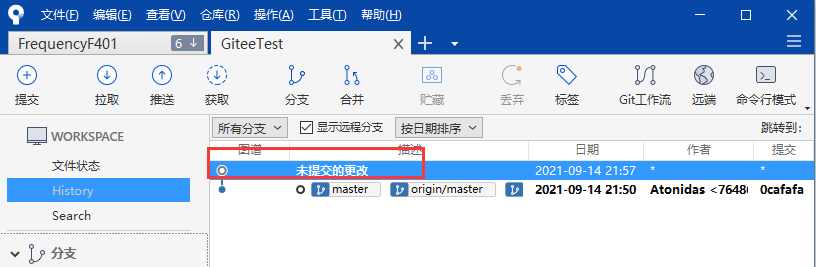 文件(F) 编辑(E) 查看(V) 仓库(R) 操作(A) 工具(T) 帮助(H)
FrequencyF401 6 GiteeTest
提交 拉取 推送 获取 分支 合并 贮藏 丢弃 标签 Git工作流 远端 命令行模式
WORKSPACE
文件状态
History
Search
分支
所有分支 显示远程分支 按日期排序 跳转到:
图谱 描述 日期 作者 提交
未提交的更改 2021-09-14 21:57 * *
master origin/master 2021-09-14 21:50 Atonidas <7648 0cafafa